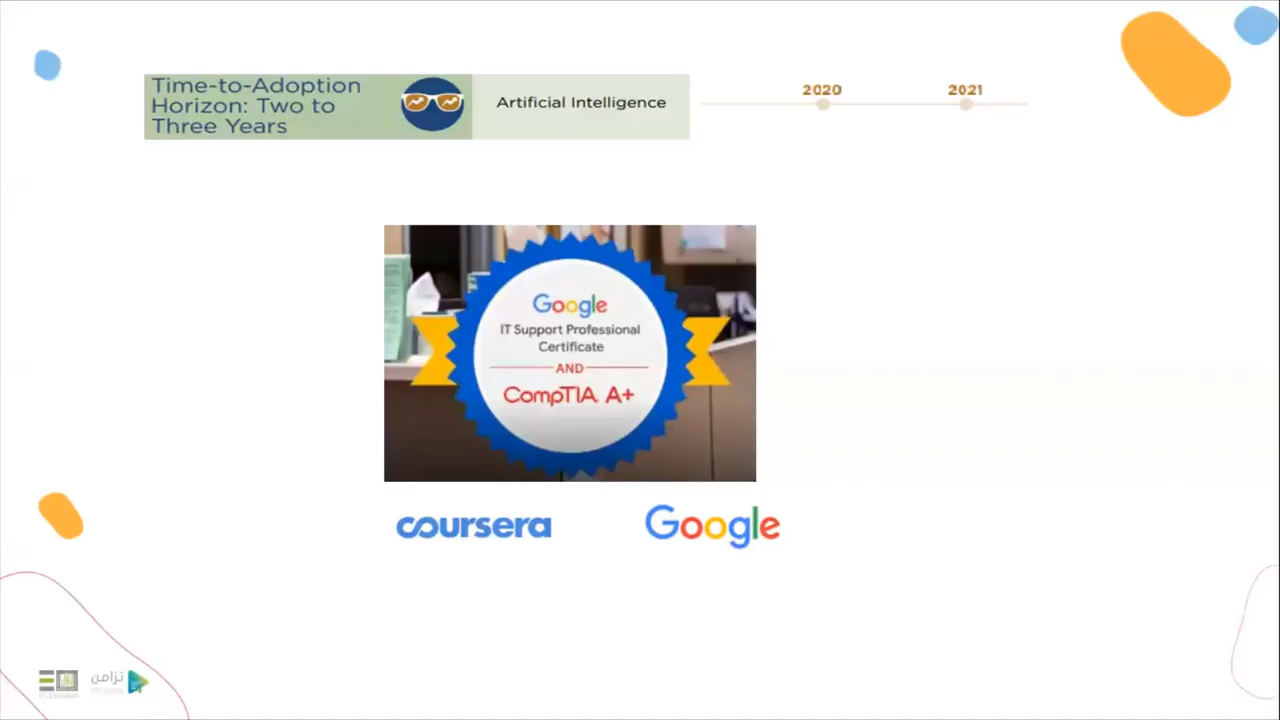 Time-to-Adoption
Horizon: Two to
Three Years
Artificial Intelligence
2020
2021
Google
IT Support Professional
Certificate
AND
CompTIA A+
coursera
Google
تزامن